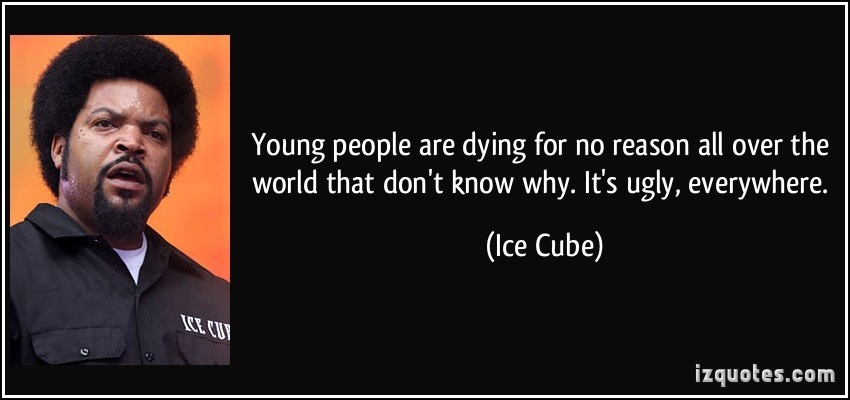 Young people are dying for no reason all over the
world that don't know why. It's ugly, everywhere.
(Ice Cube)
ICE CUB
izquotes.com